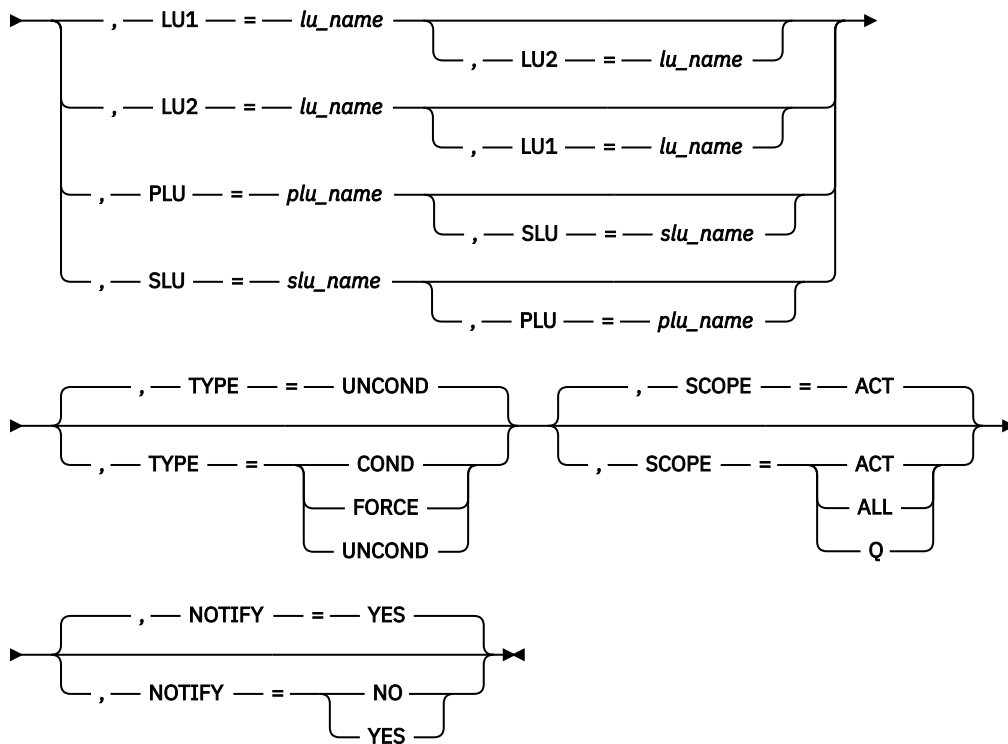 , LU1 = lu_name
, LU2 = lu_name
, LU2 = lu_name
, LU1 = lu_name
, PLU = plu_name
, SLU = slu_name
, SLU = slu_name
, PLU = plu_name
, TYPE = UNCOND
, TYPE = COND
FORCE
UNCOND
, SCOPE = ACT
, SCOPE = ACT
ALL
Q
, NOTIFY = YES
, NOTIFY = NO
YES